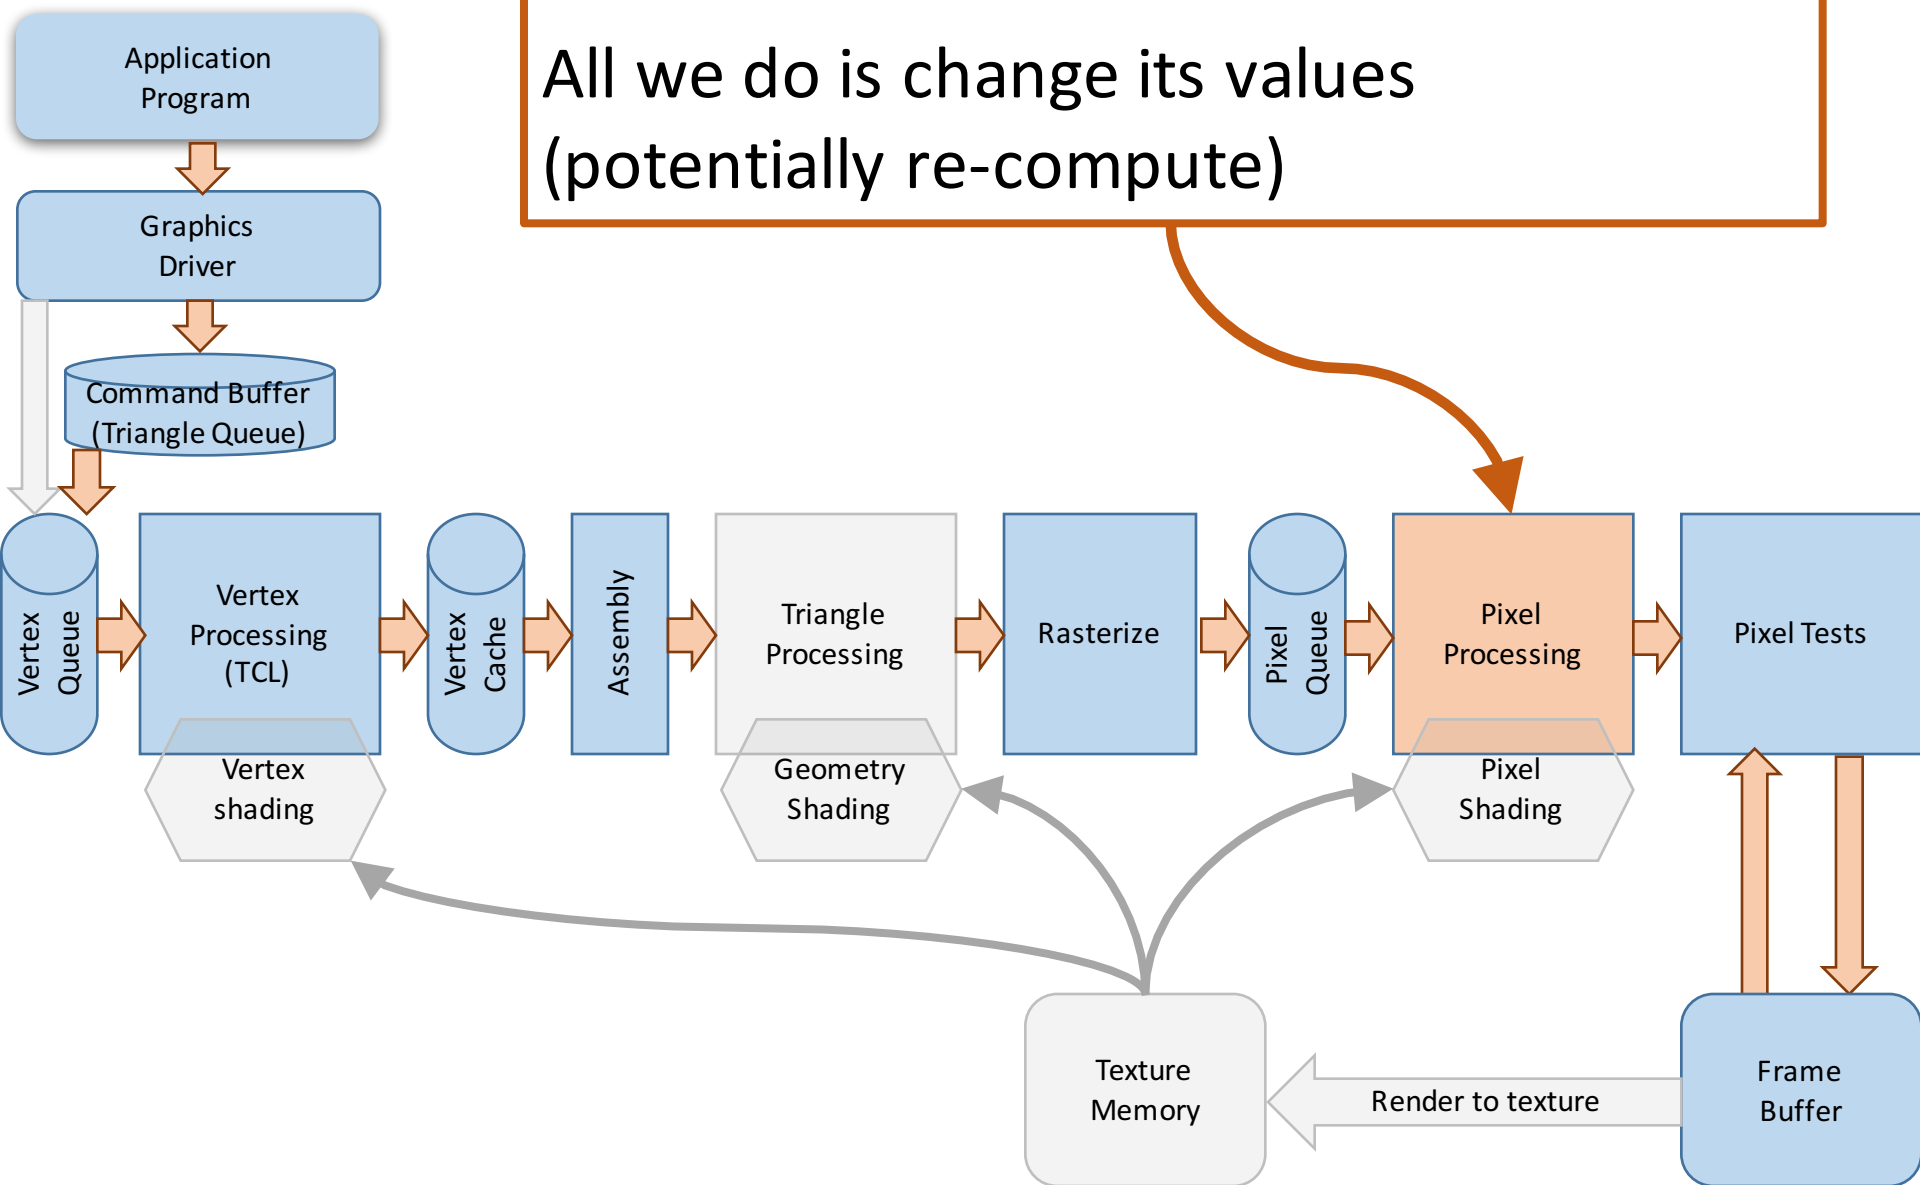 Application
Program
All we do is change its values
(potentially re-compute)
Graphics
Driver
Command Buffer
(Triangle Queue)
Vertex
Queue
Vertex
Processing
(TCL)
Vertex
Cache
Assembly
Triangle
Processing
Rasterize
Pixel
Queue
Pixel
Processing
Pixel Tests
Vertex
shading
Geometry
Shading
Pixel
Shading
Texture
Memory
Render to texture
Frame
Buffer